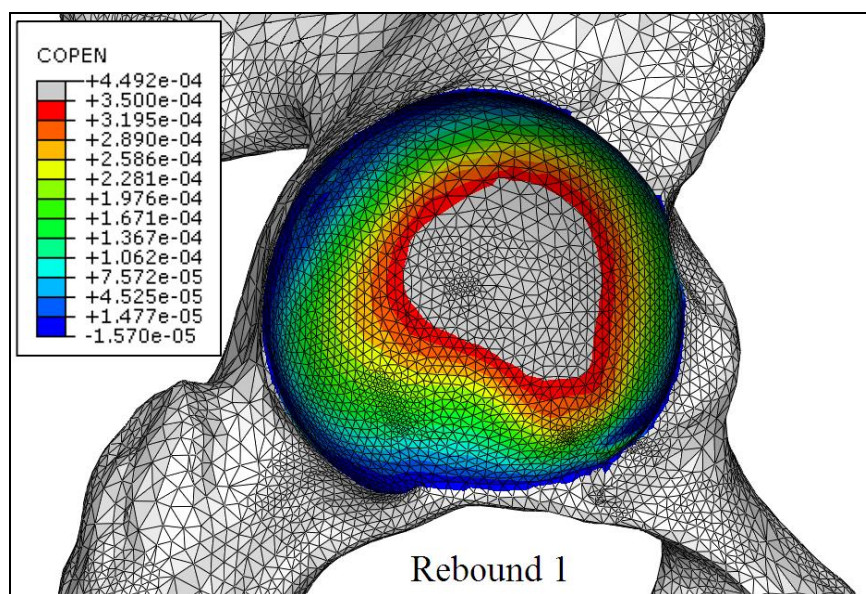 COPEN
+4.492e-04
+3.500e-04
+3.195e-04
+2.890e-04
+2.586e-04
+2.281e-04
+1.976e-04
+1.671e-04
+1.367e-04
+1.062e-04
+7.572e-05
+4.525e-05
+1.477e-05
-1.570e-05
Rebound 1